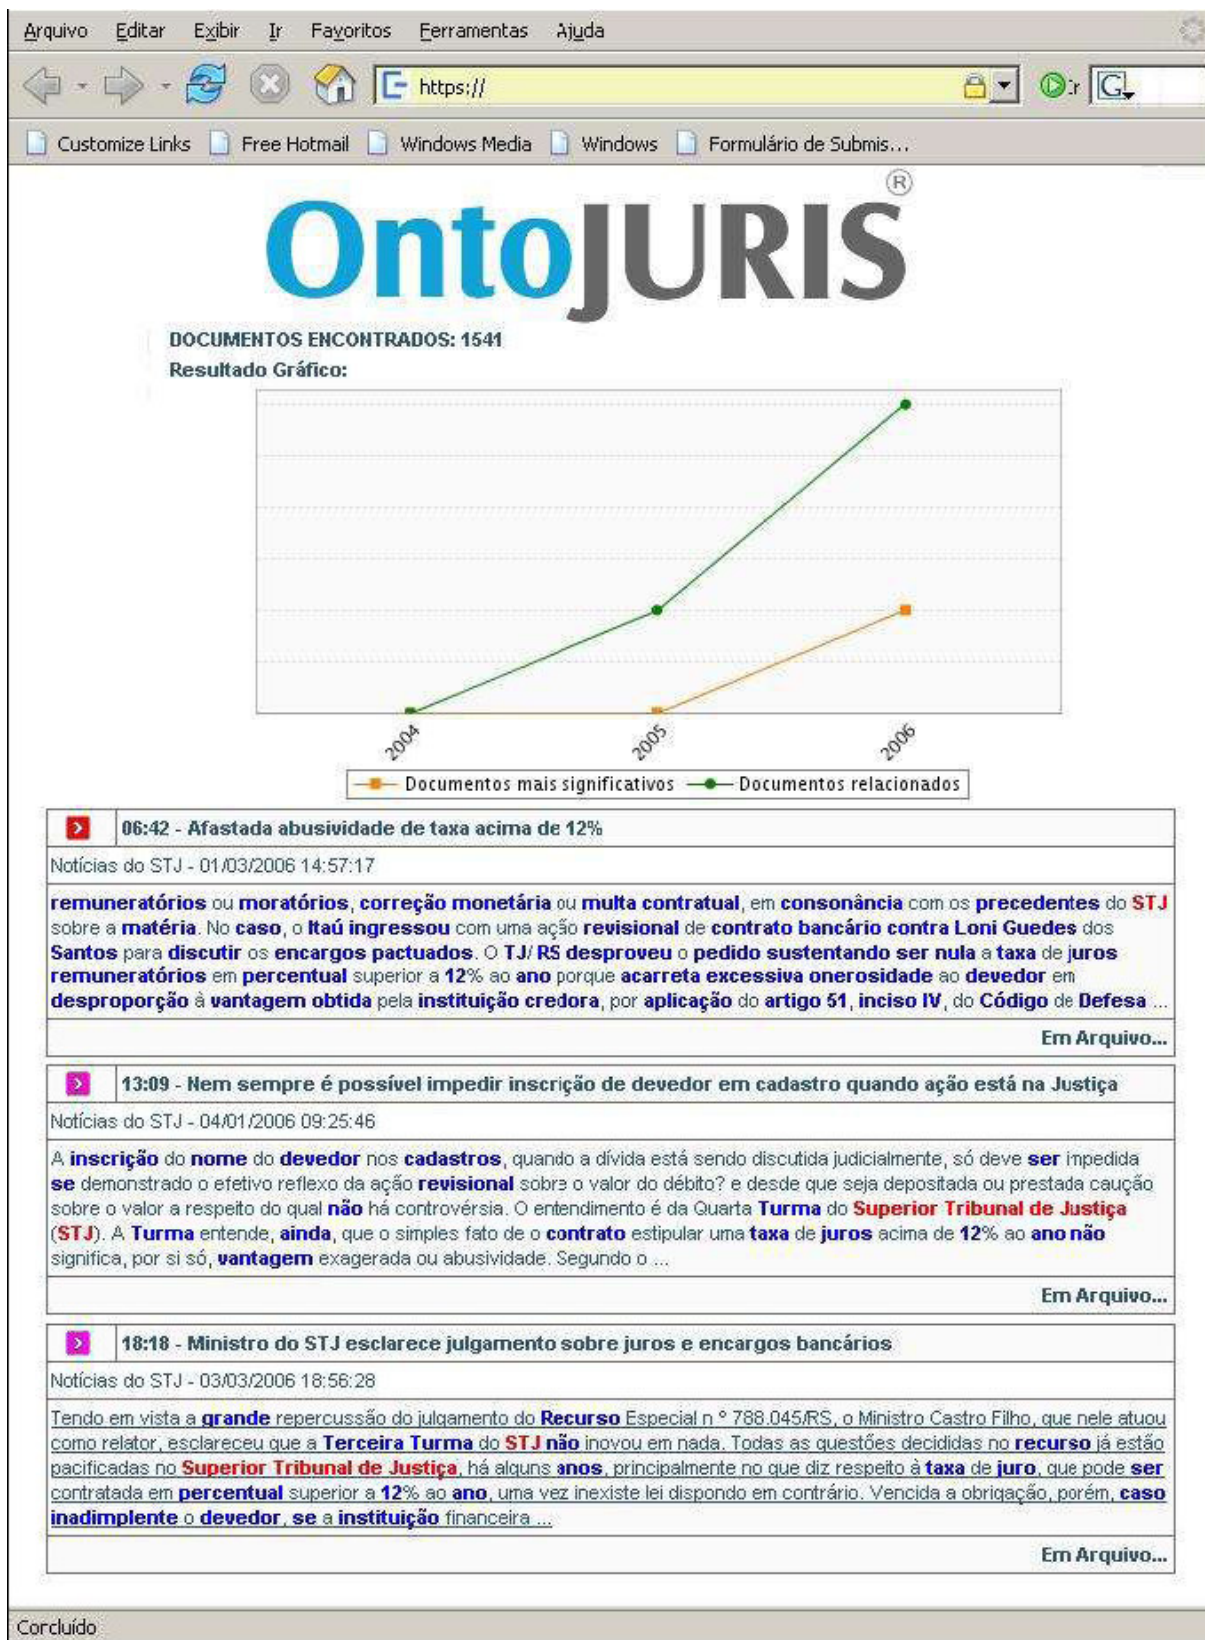 Arquivo Editar Exibir Ir Favoritos Ferramentas Ajuda
https:// Ir G
Customize Links Free Hotmail Windows Media Windows Formulário de Submis...
OntoJURIS®
DOCUMENTOS ENCONTRADOS: 1541
Resultado Gráfico:
2004 2005 2006
Documentos mais significativos Documentos relacionados
06:42 - Afastada abusividade de taxa acima de 12%
Notícias do STJ - 01/03/2006 14:57:17
remuneratórios ou moratórios, correção monetária ou multa contratual, em consonância com os precedentes do STJ
sobre a matéria. No caso, o Itaú ingressou com uma ação revisional de contrato bancário contra Loni Guedes dos
Santos para discutir os encargos pactuados. O TJ/ RS desproveu o pedido sustentando ser nula a taxa de juros
remuneratórios em percentual superior a 12% ao ano porque acarreta excessiva onerosidade ao devedor em
desproporção à vantagem obtida pela instituição credora, por aplicação do artigo 51, inciso IV, do Código de Defesa ...
Em Arquivo...
13:09 - Nem sempre é possível impedir inscrição de devedor em cadastro quando ação está na Justiça
Notícias do STJ - 04/01/2006 09:25:46
A inscrição do nome do devedor nos cadastros, quando a dívida está sendo discutida judicialmente, só deve ser impedida
se demonstrado o efetivo reflexo da ação revisional sobre o valor do débito? e desde que seja depositada ou prestada caução
sobre o valor a respeito do qual não há controvérsia. O entendimento é da Quarta Turma do Superior Tribunal de Justiça
(STJ). A Turma entende, ainda, que o simples fato de o contrato estipular uma taxa de juros acima de 12% ao ano não
significa, por si só, vantagem exagerada ou abusividade. Segundo o ...
Em Arquivo...
18:18 - Ministro do STJ esclarece julgamento sobre juros e encargos bancários
Notícias do STJ - 03/03/2006 18:56:28
Tendo em vista a grande repercussão do julgamento do Recurso Especial n º 788.045/RS, o Ministro Castro Filho, que nele atuou
como relator, esclareceu que a Terceira Turma do STJ não inovou em nada. Todas as questões decididas no recurso já estão
pacificadas no Superior Tribunal de Justiça, há alguns anos, principalmente no que diz respeito à taxa de juro, que pode ser
contratada em percentual superior a 12% ao ano, uma vez inexiste lei dispondo em contrário. Vencida a obrigação, porém, caso
inadimplente o devedor, se a instituição financeira ...
Em Arquivo...
Concluído